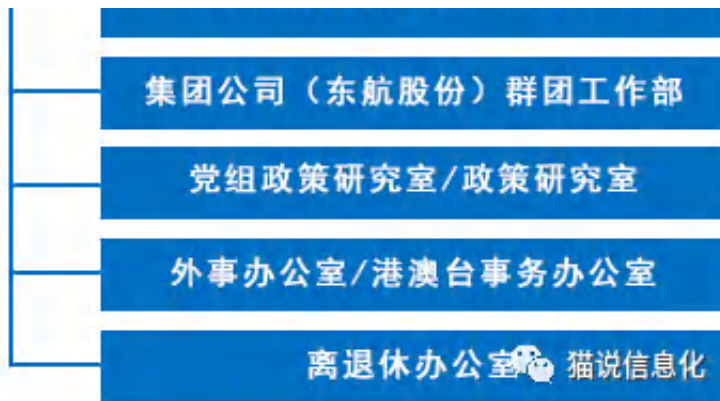 集团公司（东航股份）群团工作部
党组政策研究室/政策研究室
外事办公室/港澳台事务办公室
离退休办公室
猫说信息化